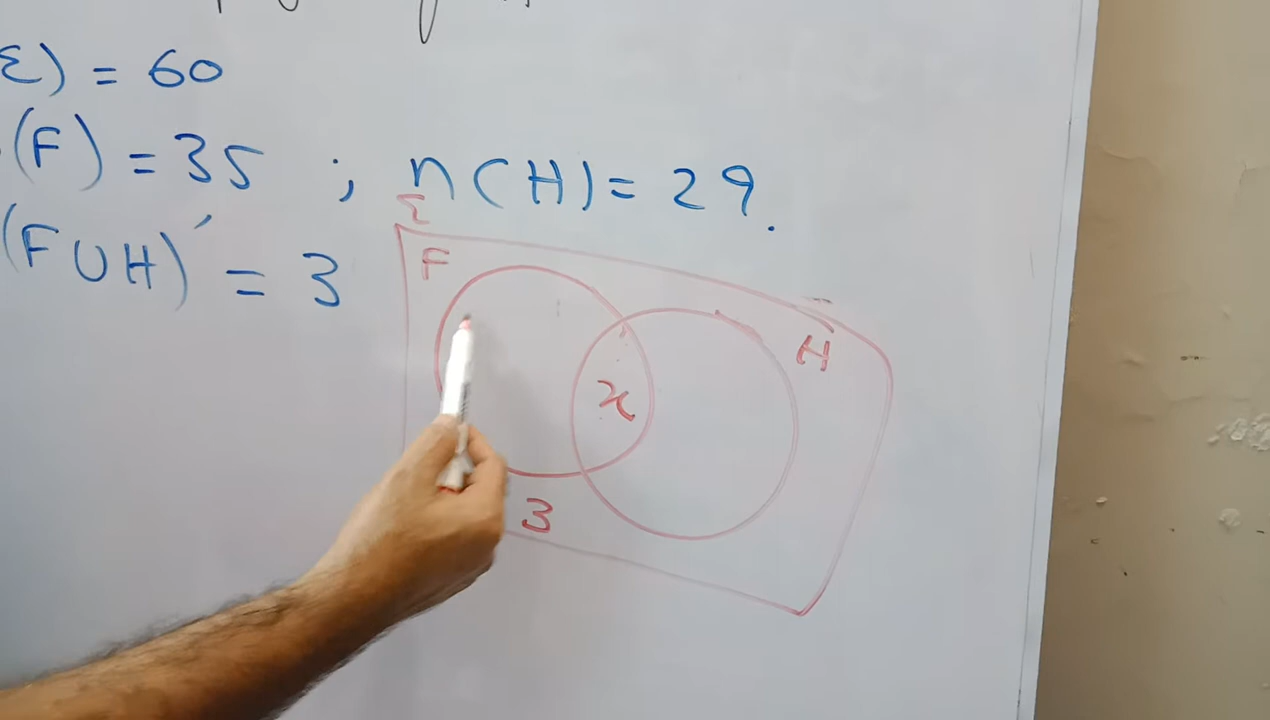 ε) = 60
(F) = 35 ; n(H) = 29.
(F∪H)′ = 3
ε
F
H
x
3